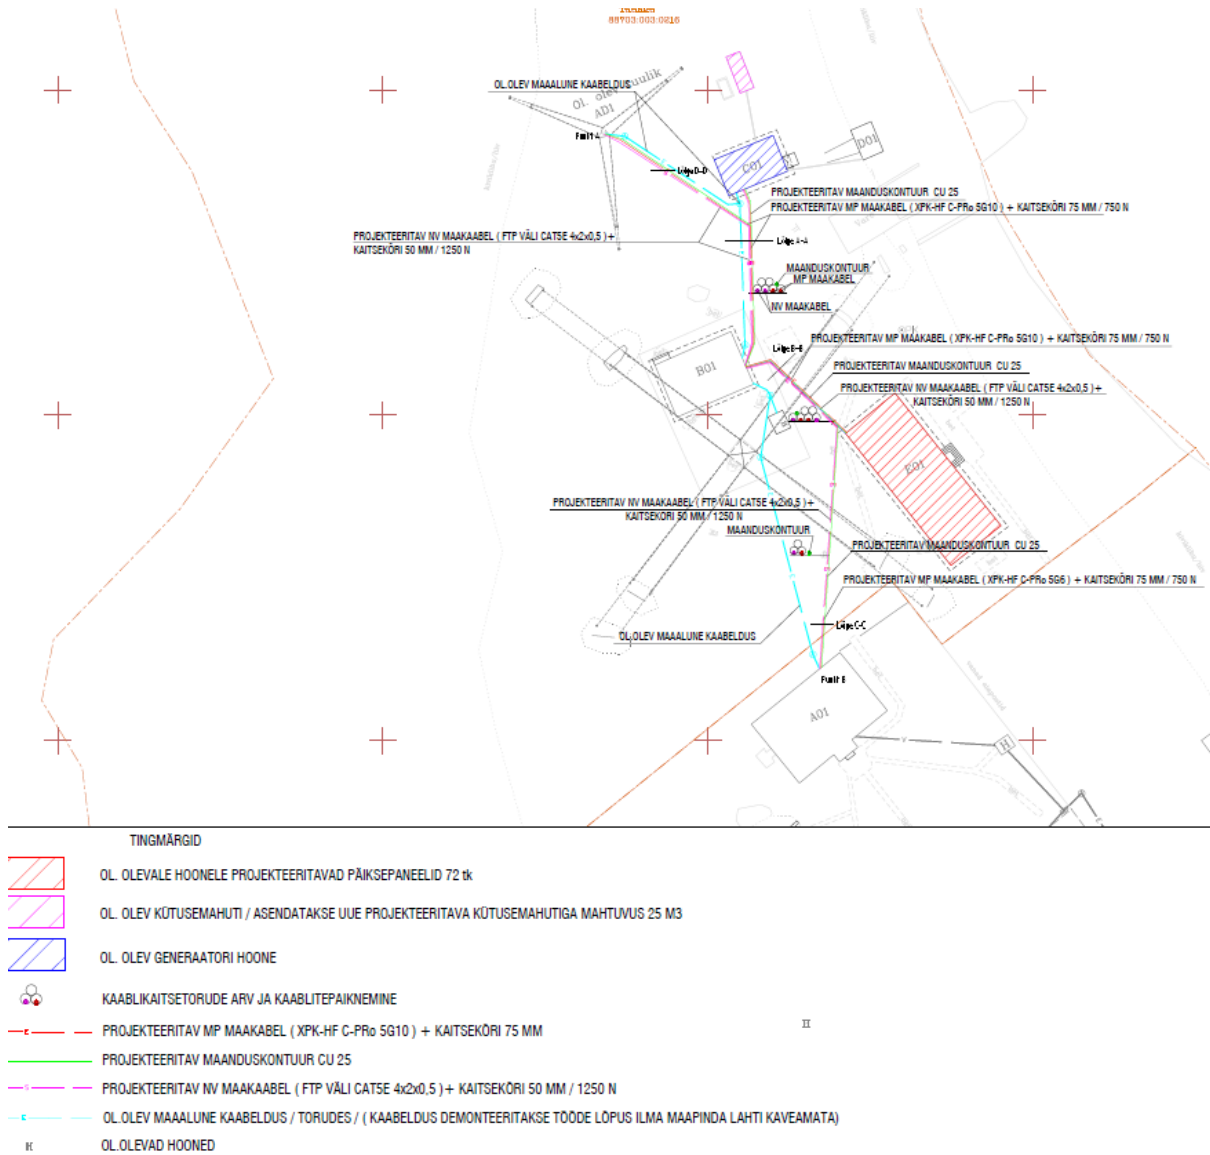 88703:003:0216
OL.OLEV MAAALUNE KAABELDUS
Ol. olev
AD1
Punkt A
Lõige D-D
C01
D01
PROJEKTEERITAV MAANDUSKONTUUR CU 25
PROJEKTEERITAV MP MAAKABEL ( XPK-HF C-PRo 5G10 ) + KAITSEKÕRI 75 MM / 750 N
PROJEKTEERITAV NV MAAKAABEL ( FTP VÄLI CAT5E 4x2x0,5 ) +
KAITSEKÕRI 50 MM / 1250 N
Lõige A-A
MAANDUSKONTUUR
MP MAAKABEL
NV MAAKABEL
PROJEKTEERITAV MP MAAKABEL ( XPK-HF C-PRo 5G10 ) + KAITSEKÕRI 75 MM / 750 N
Lõige B-B
B01
PROJEKTEERITAV MAANDUSKONTUUR CU 25
PROJEKTEERITAV NV MAAKAABEL ( FTP VÄLI CAT5E 4x2x0,5 ) +
KAITSEKÕRI 50 MM / 1250 N
E01
PROJEKTEERITAV NV MAAKAABEL ( FTP VÄLI CAT5E 4x2x0,5 ) +
KAITSEKÕRI 50 MM / 1250 N
MAANDUSKONTUUR
PROJEKTEERITAV MAANDUSKONTUUR CU 25
PROJEKTEERITAV MP MAAKABEL ( XPK-HF C-PRo 5G6 ) + KAITSEKÕRI 75 MM / 750 N
Lõige C-C
OL.OLEV MAAALUNE KAABELDUS
Punkt B
A01
H
TINGMÄRGID
OL. OLEVALE HOONELE PROJEKTEERITAVAD PÄIKSEPANEELID 72 tk
OL. OLEV KÜTUSEMAHUTI / ASENDATAKSE UUE PROJEKTEERITAVA KÜTUSEMAHUTIGA MAHTUVUS 25 M3
OL. OLEV GENERAATORI HOONE
KAABLIKAITSETORUDE ARV JA KAABLITEPAIKNEMINE
PROJEKTEERITAV MP MAAKABEL ( XPK-HF C-PRo 5G10 ) + KAITSEKÕRI 75 MM
PROJEKTEERITAV MAANDUSKONTUUR CU 25
PROJEKTEERITAV NV MAAKAABEL ( FTP VÄLI CAT5E 4x2x0,5 ) + KAITSEKÕRI 50 MM / 1250 N
OL.OLEV MAAALUNE KAABELDUS / TORUDES / ( KAABELDUS DEMONTEERITAKSE TÖÖDE LÕPUS ILMA MAAPINDA LAHTI KAVEAMATA)
OL.OLEVAD HOONED